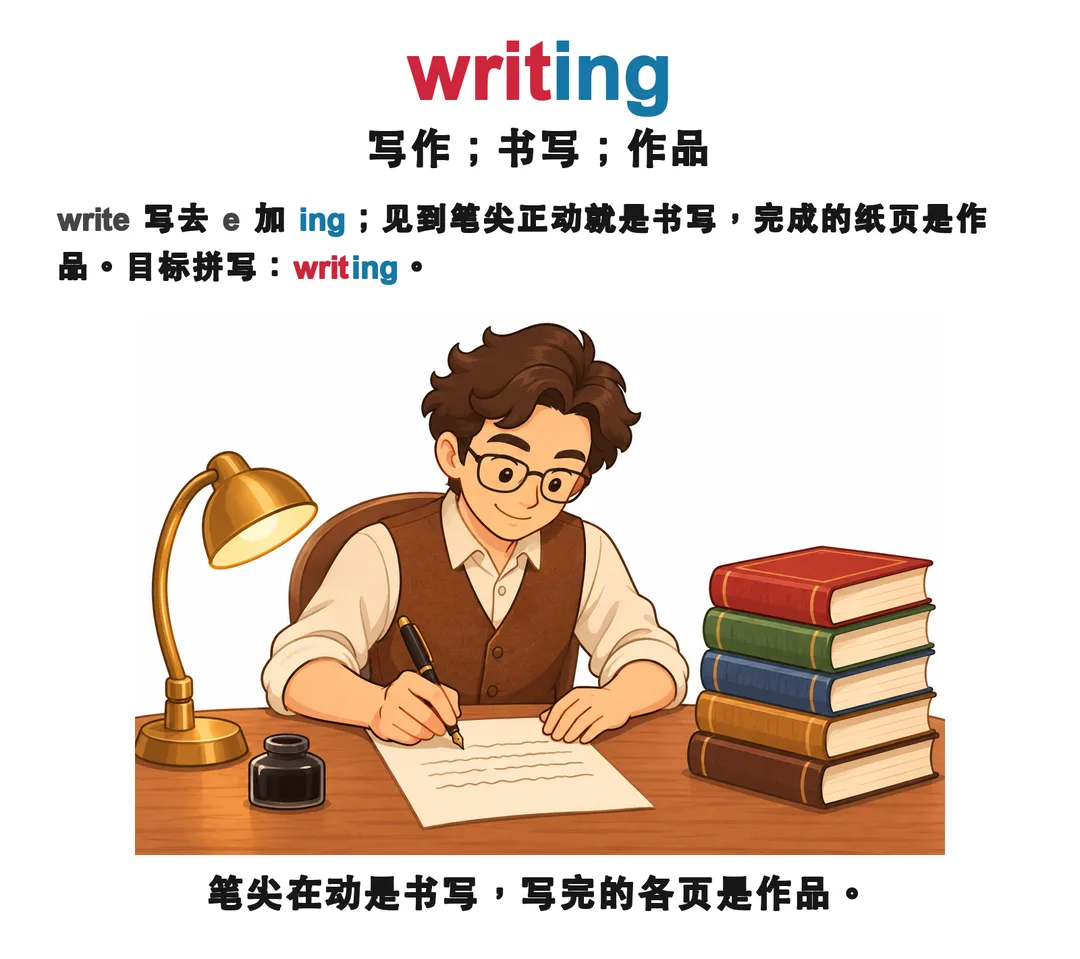 writing
写作；书写；作品
write 写去 e 加 ing；见到笔尖正动就是书写，完成的纸页是作
品。目标拼写：writing。
笔尖在动是书写，写完的各页是作品。